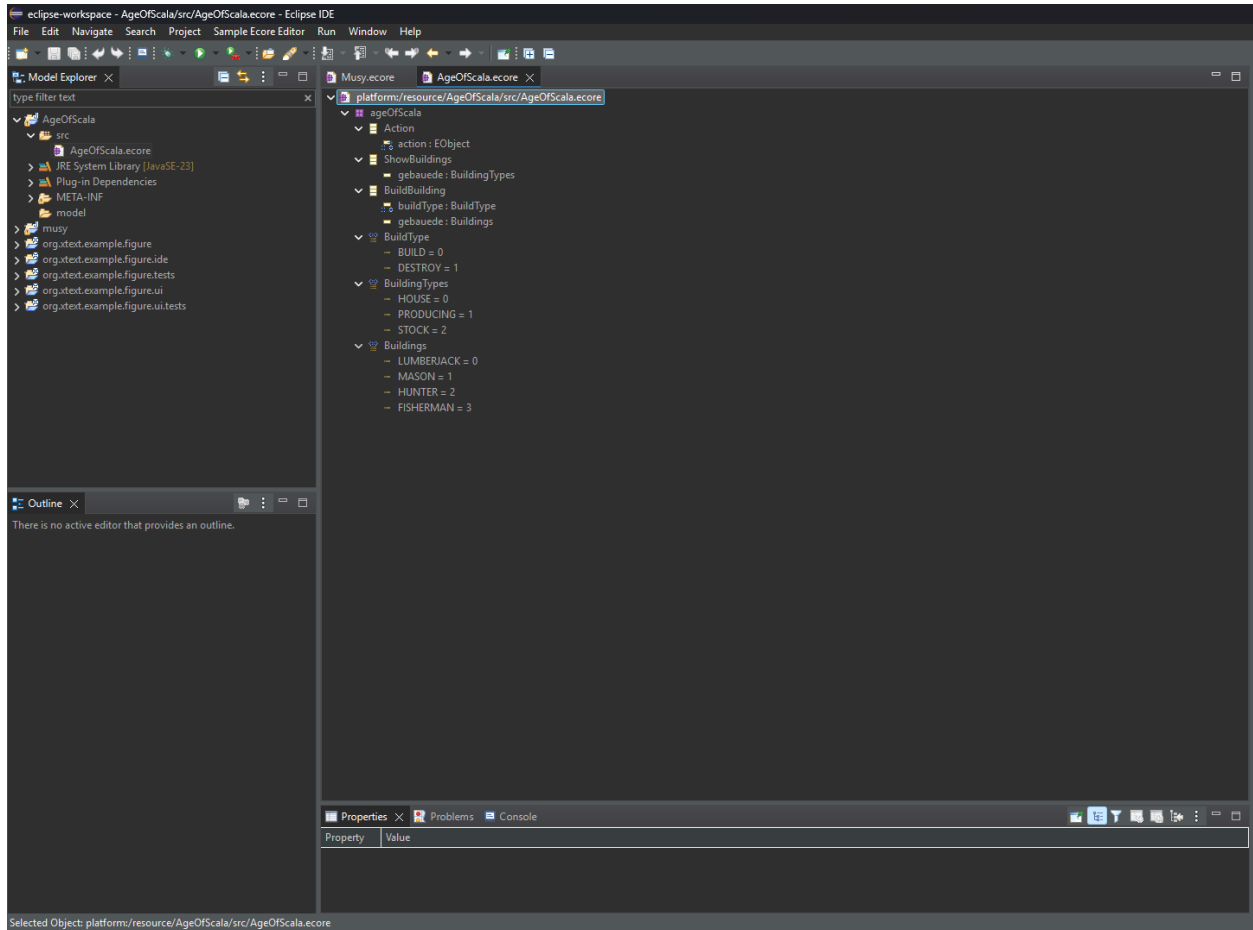 eclipse-workspace - AgeOfScala/src/AgeOfScala.ecore - Eclipse IDE
File Edit Navigate Search Project Sample Ecore Editor Run Window Help
Model Explorer
type filter text
AgeOfScala
src
AgeOfScala.ecore
JRE System Library [JavaSE-23]
Plug-in Dependencies
META-INF
model
musy
org.xtext.example.figure
org.xtext.example.figure.ide
org.xtext.example.figure.tests
org.xtext.example.figure.ui
org.xtext.example.figure.ui.tests
Outline
There is no active editor that provides an outline.
Musy.ecore AgeOfScala.ecore
platform:/resource/AgeOfScala/src/AgeOfScala.ecore
ageOfScala
Action
action : EObject
ShowBuildings
gebauede : BuildingTypes
BuildBuilding
buildType : BuildType
gebauede : Buildings
BuildType
BUILD = 0
DESTROY = 1
BuildingTypes
HOUSE = 0
PRODUCING = 1
STOCK = 2
Buildings
LUMBERJACK = 0
MASON = 1
HUNTER = 2
FISHERMAN = 3
Properties Problems Console
Property Value
Selected Object: platform:/resource/AgeOfScala/src/AgeOfScala.ecore